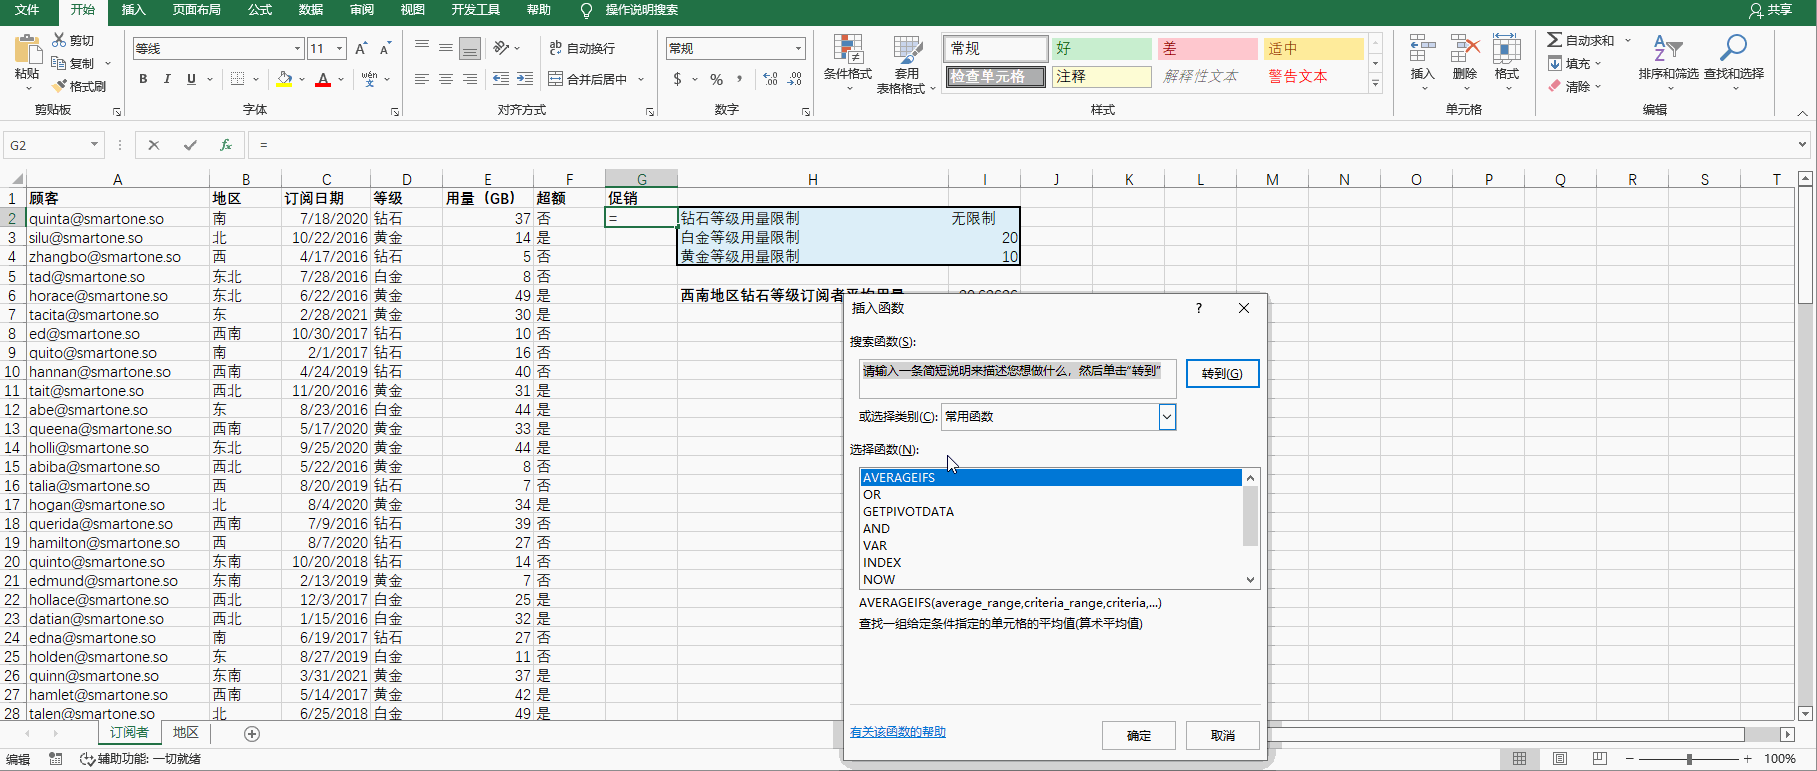 文件 开始 插入 页面布局 公式 数据 审阅 视图 开发工具 帮助 操作说明搜索 共享
剪切
复制
格式刷
粘贴
剪贴板
等线 11
B I U A wén
字体
ab 自动换行
合并后居中
对齐方式
常规
$ % ,
数字
条件格式
套用
表格格式
常规 好 差 适中
检查单元格 注释 解释性文本 警告文本
样式
插入 删除 格式
单元格
自动求和
填充
清除
排序和筛选 查找和选择
编辑
G2 fx =
A B C D E F G H I J K L M N O P Q R S T
1 顾客 地区 订阅日期 等级 用量（GB） 超额 促销
2 quinta@smartone.so 南 7/18/2020 钻石 37 否 = 钻石等级用量限制 无限制
3 silu@smartone.so 北 10/22/2016 黄金 14 是 白金等级用量限制 20
4 zhangbo@smartone.so 西 4/17/2016 钻石 5 否 黄金等级用量限制 10
5 tad@smartone.so 东北 7/28/2016 白金 8 否
6 horace@smartone.so 东北 6/22/2016 黄金 49 是 西南地区钻石等级订阅者平均用量
7 tacita@smartone.so 东 2/28/2021 黄金 30 是
8 ed@smartone.so 西南 10/30/2017 钻石 10 否
9 quito@smartone.so 南 2/1/2017 钻石 16 否
10 hannan@smartone.so 西南 4/24/2019 钻石 40 否
11 tait@smartone.so 西北 11/20/2016 黄金 31 是
12 abe@smartone.so 东 8/23/2016 白金 44 是
13 queena@smartone.so 西南 5/17/2020 黄金 33 是
14 holli@smartone.so 东北 9/25/2020 黄金 44 是
15 abiba@smartone.so 西北 5/22/2016 黄金 8 否
16 talia@smartone.so 西 8/20/2019 钻石 7 否
17 hogan@smartone.so 北 8/4/2020 黄金 34 是
18 querida@smartone.so 西南 7/9/2016 钻石 39 否
19 hamilton@smartone.so 西 8/7/2020 钻石 27 否
20 quinto@smartone.so 东南 10/20/2018 钻石 14 否
21 edmund@smartone.so 东南 2/13/2019 黄金 7 否
22 hollace@smartone.so 西北 12/3/2017 白金 25 是
23 datian@smartone.so 西北 1/15/2016 白金 32 是
24 edna@smartone.so 南 6/19/2017 钻石 27 否
25 holden@smartone.so 东 8/27/2019 白金 11 否
26 quinn@smartone.so 东南 3/31/2021 黄金 37 是
27 hamlet@smartone.so 西南 5/14/2017 黄金 42 是
28 talen@smartone.so 北 6/25/2018 白金 49 是
插入函数 ?
搜索函数(S):
请输入一条简短说明来描述您想做什么，然后单击“转到” 转到(G)
或选择类别(C): 常用函数
选择函数(N):
AVERAGEIFS
OR
GETPIVOTDATA
AND
VAR
INDEX
NOW
AVERAGEIFS(average_range,criteria_range,criteria,...)
查找一组给定条件指定的单元格的平均值(算术平均值)
有关该函数的帮助 确定 取消
订阅者 地区
编辑 辅助功能: 一切就绪 100%